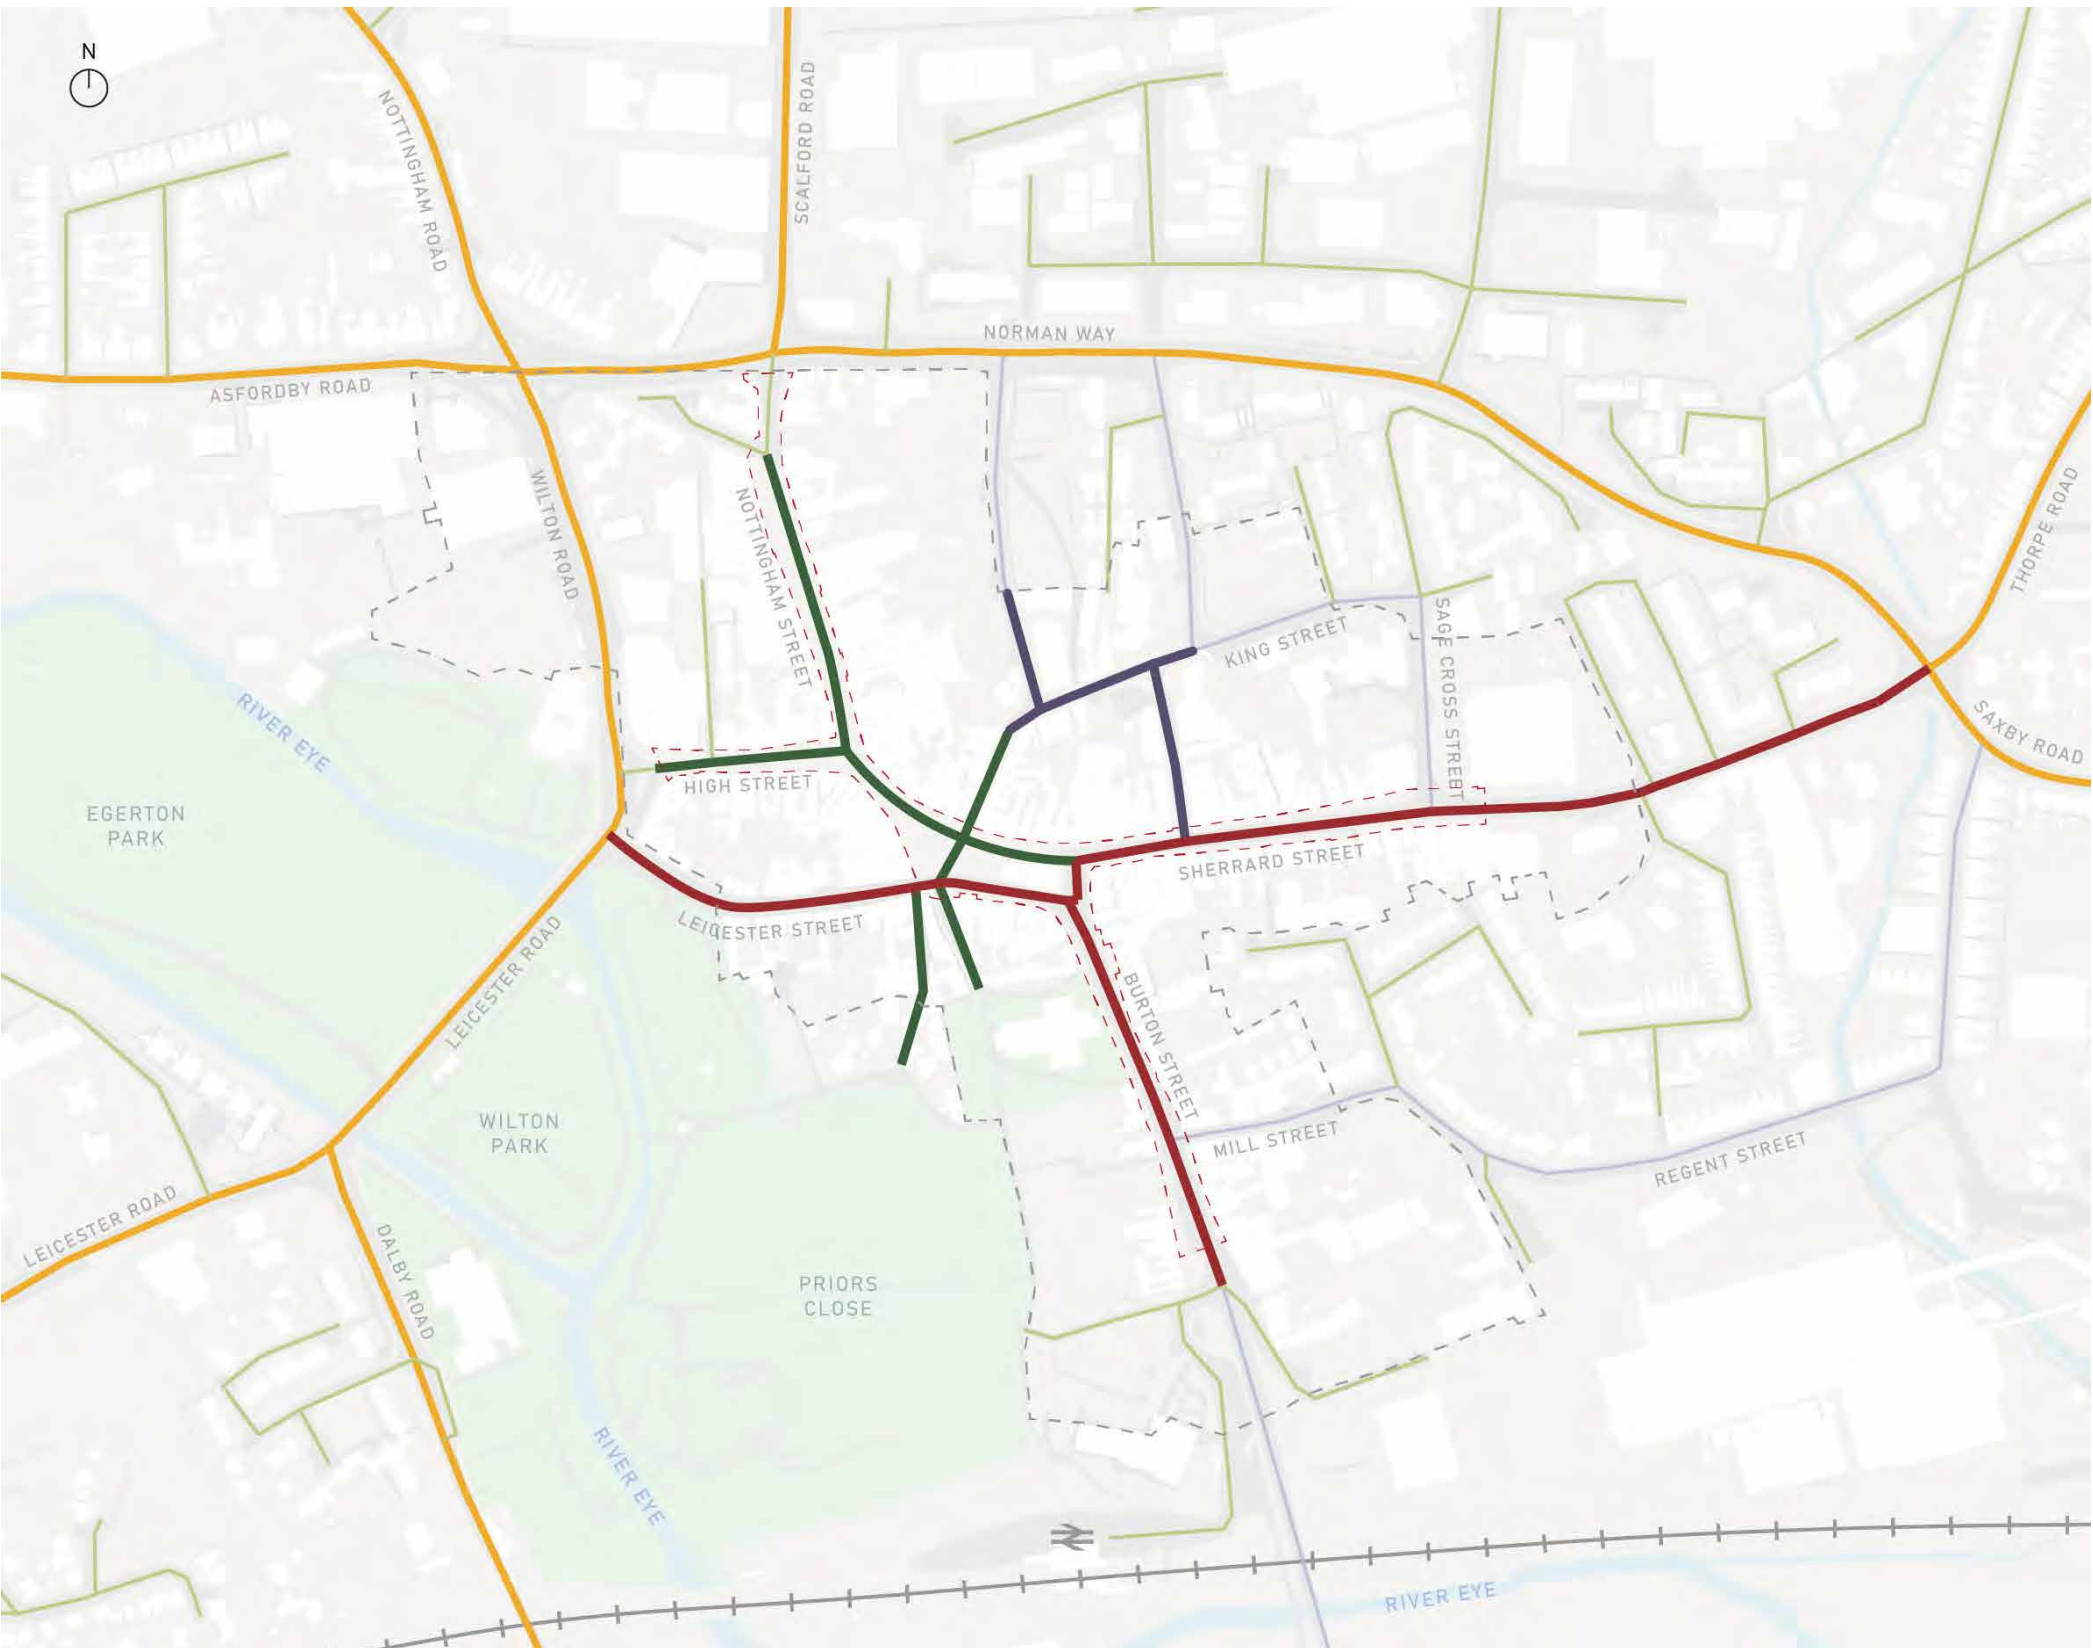 N
NOTTINGHAM ROAD
SCALFORD ROAD
NORMAN WAY
ASFORDBY ROAD
WILTON ROAD
NOTTINGHAM STREET
THORPE ROAD
KING STREET
SAGE CROSS STREET
SAXBY ROAD
RIVER EYE
HIGH STREET
EGERTON
PARK
SHERRARD STREET
LEICESTER STREET
LEICESTER ROAD
BURTON STREET
WILTON
PARK
MILL STREET
REGENT STREET
LEICESTER ROAD
DALBY ROAD
PRIORS
CLOSE
RIVER EYE
RIVER EYE